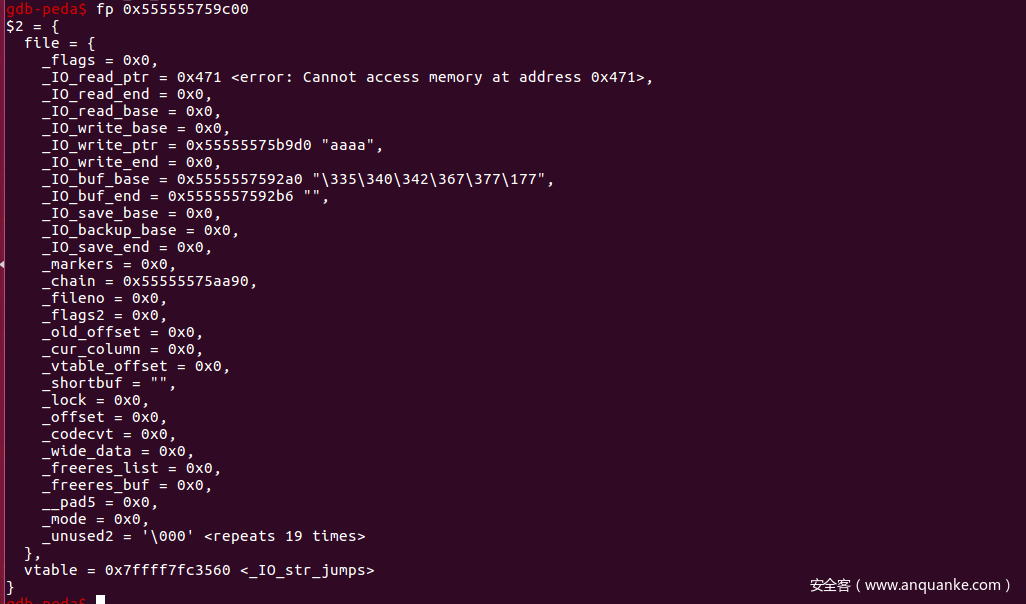 gdb-peda$ fp 0x555555759c00
$2 = {
  file = {
    _flags = 0x0,
    _IO_read_ptr = 0x471 <error: Cannot access memory at address 0x471>,
    _IO_read_end = 0x0,
    _IO_read_base = 0x0,
    _IO_write_base = 0x0,
    _IO_write_ptr = 0x55555575b9d0 "aaaa",
    _IO_write_end = 0x0,
    _IO_buf_base = 0x5555557592a0 "\335\340\342\367\377\177",
    _IO_buf_end = 0x5555557592b6 "",
    _IO_save_base = 0x0,
    _IO_backup_base = 0x0,
    _IO_save_end = 0x0,
    _markers = 0x0,
    _chain = 0x55555575aa90,
    _fileno = 0x0,
    _flags2 = 0x0,
    _old_offset = 0x0,
    _cur_column = 0x0,
    _vtable_offset = 0x0,
    _shortbuf = "",
    _lock = 0x0,
    _offset = 0x0,
    _codecvt = 0x0,
    _wide_data = 0x0,
    _freeres_list = 0x0,
    _freeres_buf = 0x0,
    __pad5 = 0x0,
    _mode = 0x0,
    _unused2 = '\000' <repeats 19 times>
  },
  vtable = 0x7ffff7fc3560 <_IO_str_jumps>
}
gdb-peda$
安全客（www.anquanke.com）